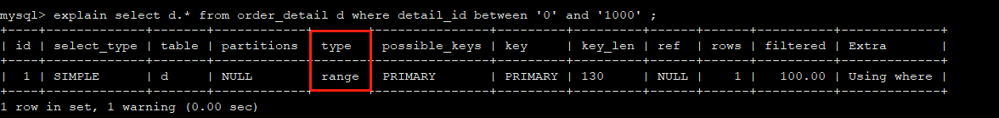 mysql> explain select d.* from order_detail d where detail_id between '0' and '1000' ;
+----+-------------+-------+------------+-------+---------------+---------+---------+------+------+----------+-------------+
| id | select_type | table | partitions | type | possible_keys | key | key_len | ref | rows | filtered | Extra |
+----+-------------+-------+------------+-------+---------------+---------+---------+------+------+----------+-------------+
| 1 | SIMPLE | d | NULL | range | PRIMARY | PRIMARY | 130 | NULL | 1 | 100.00 | Using where |
+----+-------------+-------+------------+-------+---------------+---------+---------+------+------+----------+-------------+
1 row in set, 1 warning (0.00 sec)